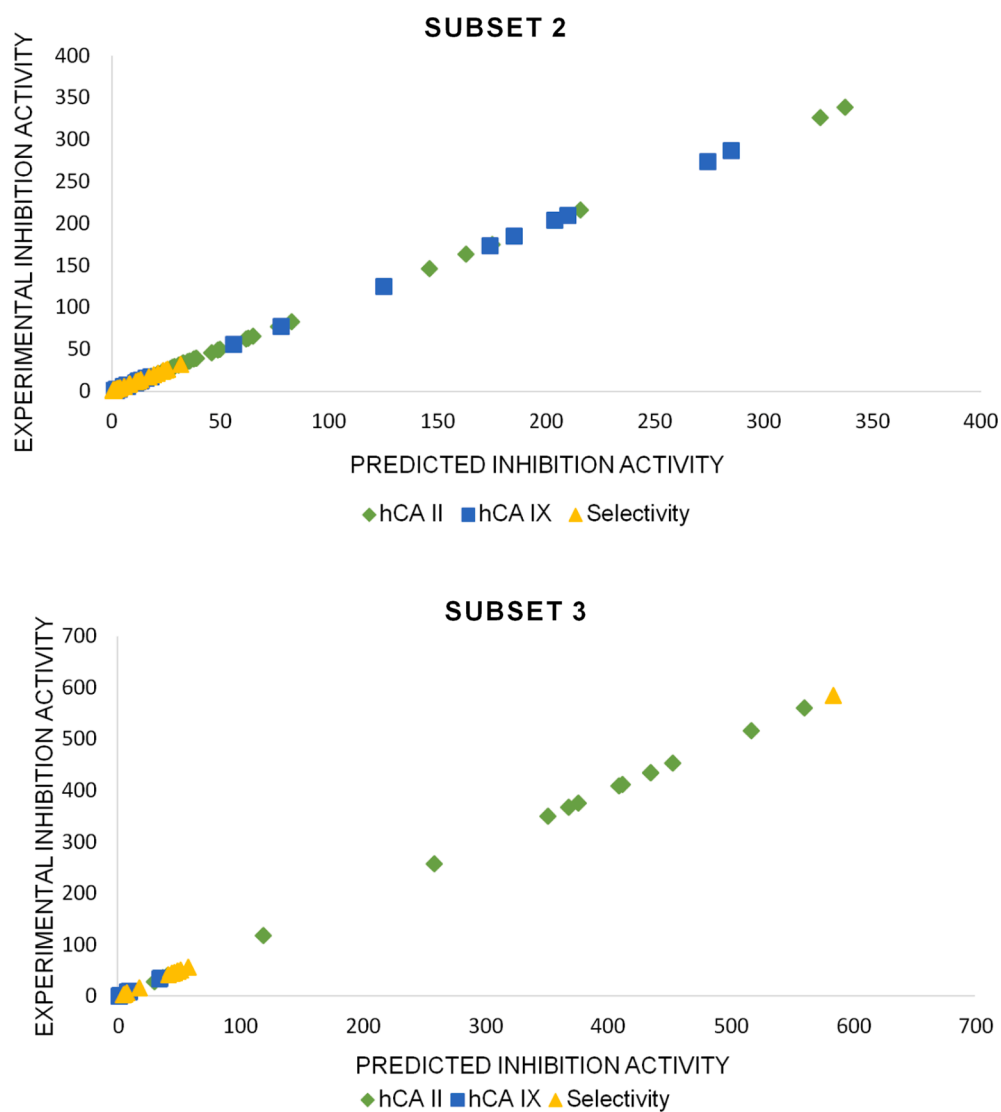 SUBSET 2
400
350
300
250
200
150
100
50
0
EXPERIMENTAL INHIBITION ACTIVITY
0 50 100 150 200 250 300 350 400
PREDICTED INHIBITION ACTIVITY
hCA II hCA IX Selectivity
SUBSET 3
700
600
500
400
300
200
100
0
EXPERIMENTAL INHIBITION ACTIVITY
0 100 200 300 400 500 600 700
PREDICTED INHIBITION ACTIVITY
hCA II hCA IX Selectivity